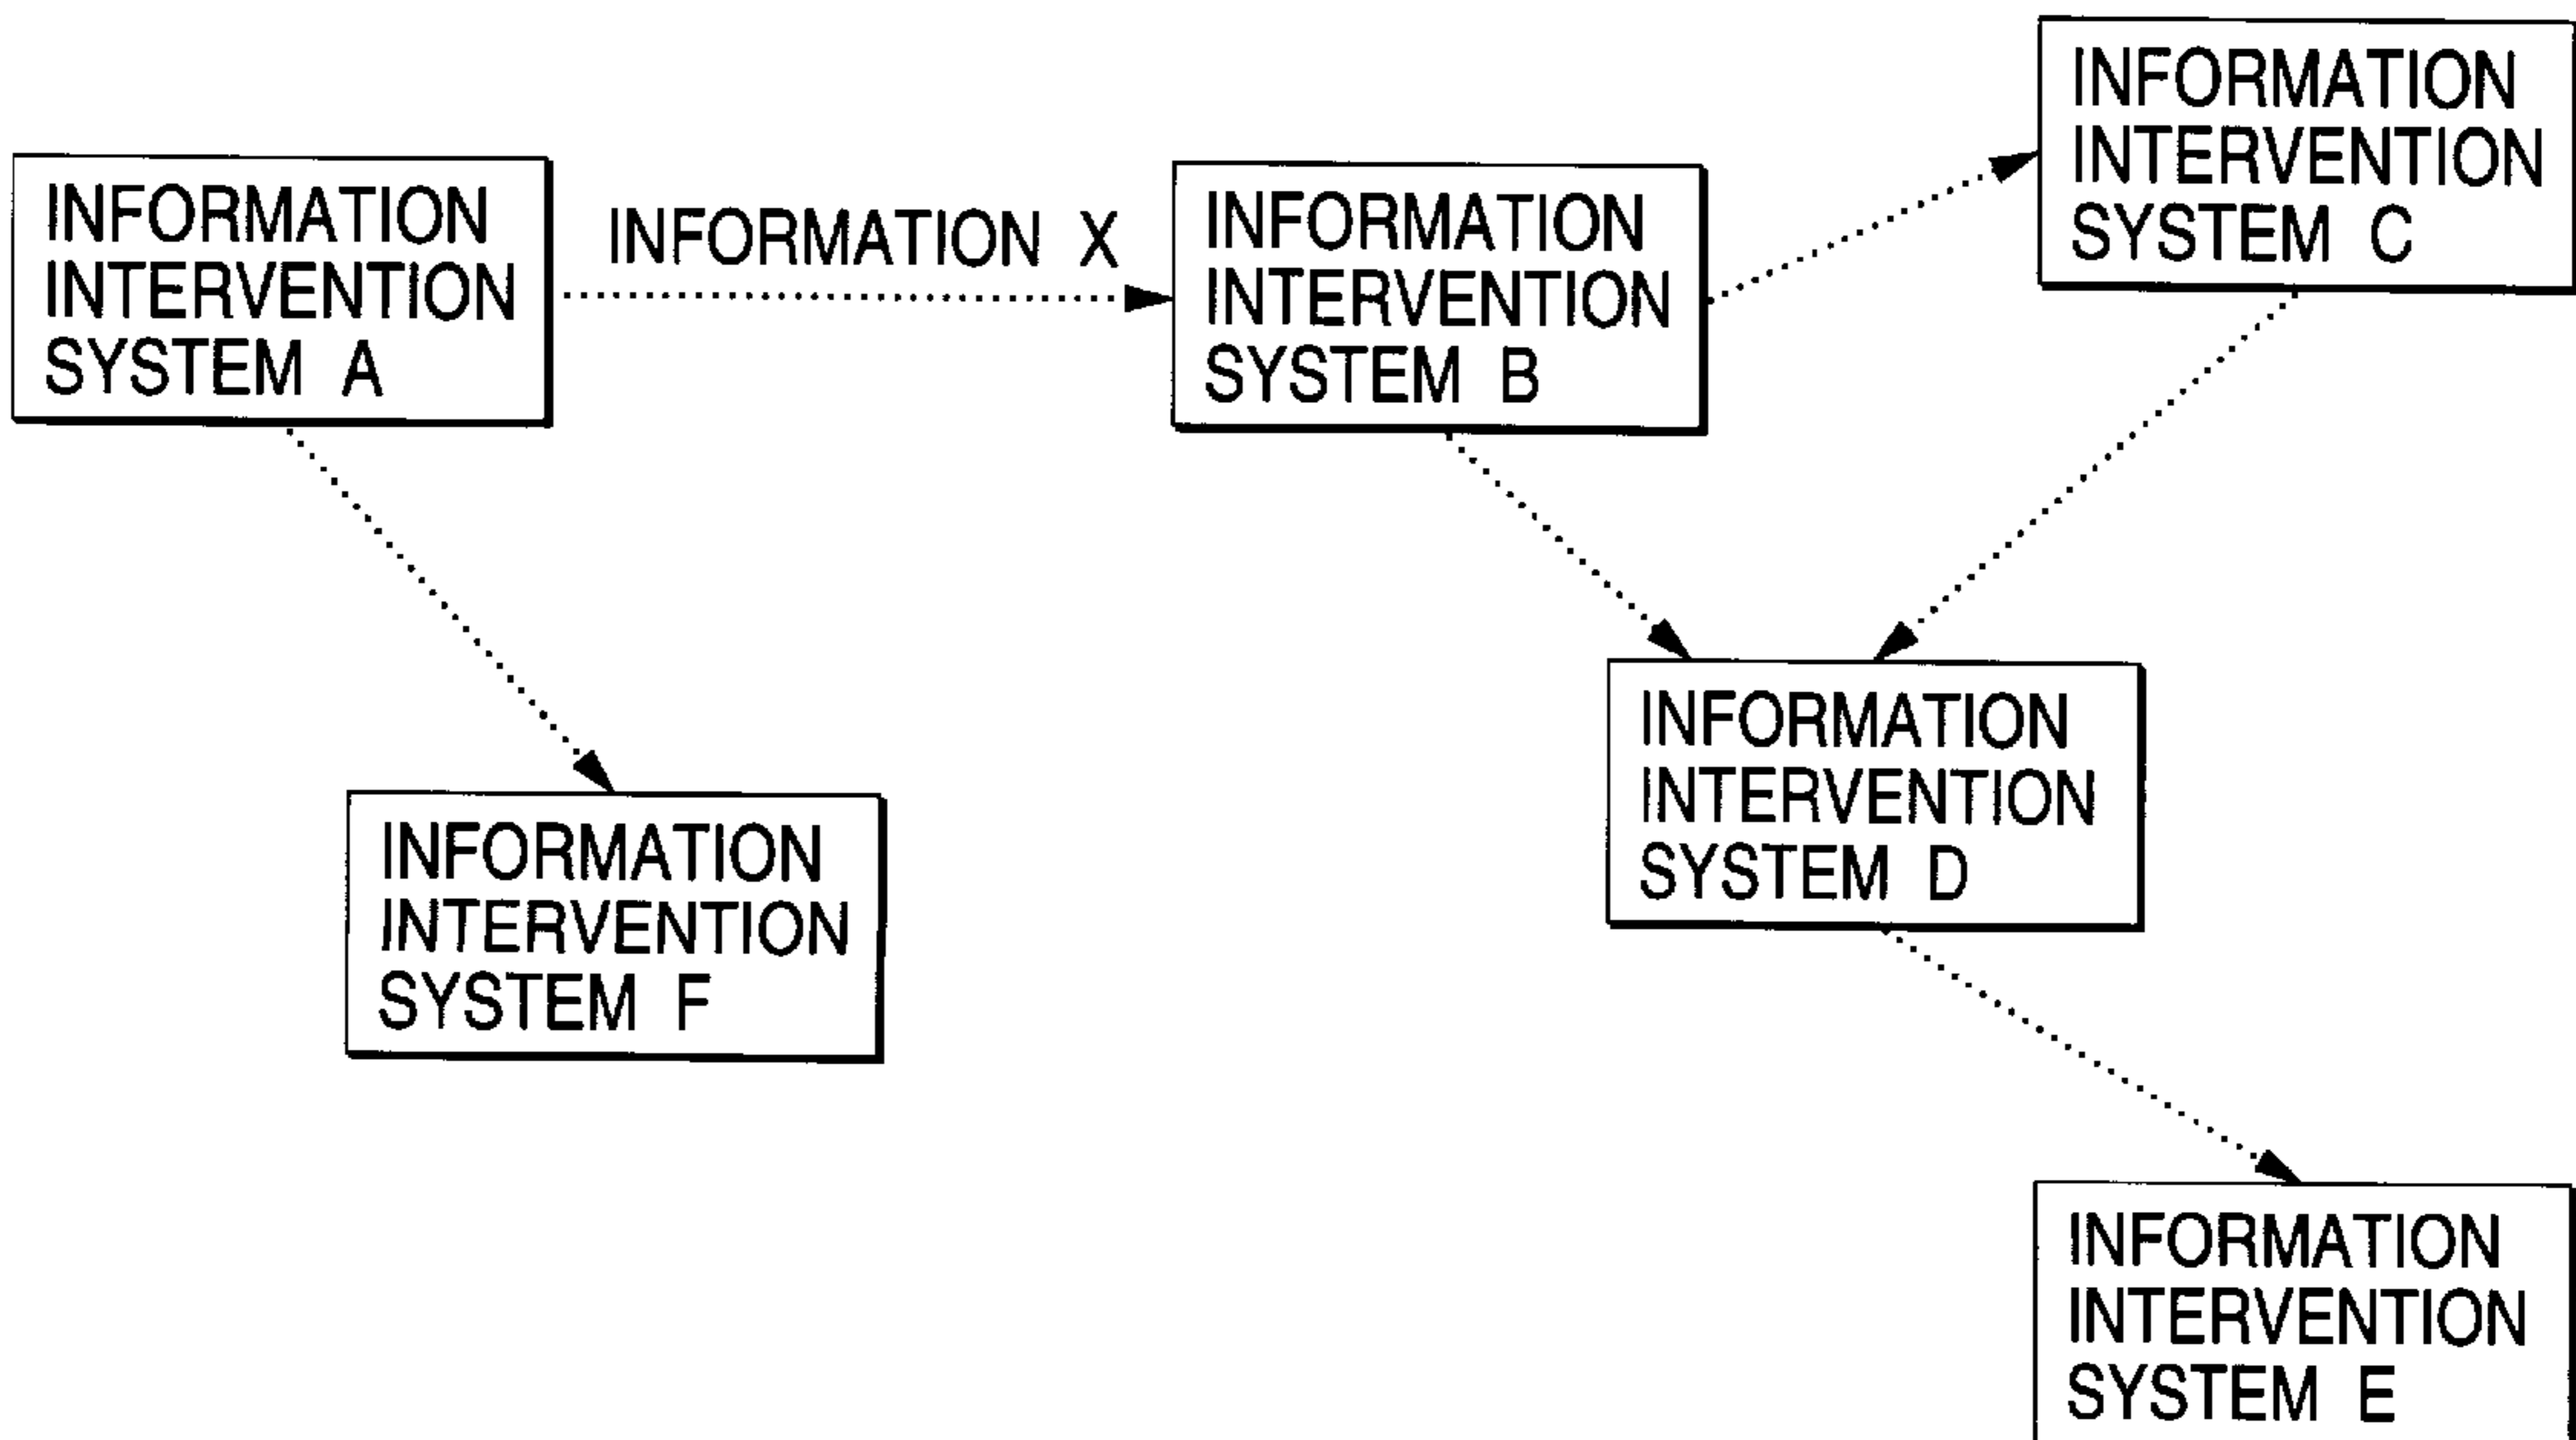 INFORMATION
INTERVENTION
SYSTEM A
INFORMATION X
INFORMATION
INTERVENTION
SYSTEM B
INFORMATION
INTERVENTION
SYSTEM C
INFORMATION
INTERVENTION
SYSTEM D
INFORMATION
INTERVENTION
SYSTEM F
INFORMATION
INTERVENTION
SYSTEM E